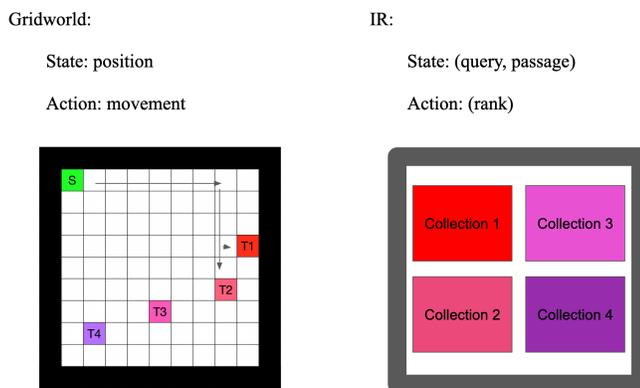 Gridworld:
State: position
Action: movement
S
T1
T2
T3
T4
IR:
State: (query, passage)
Action: (rank)
Collection 1
Collection 3
Collection 2
Collection 4